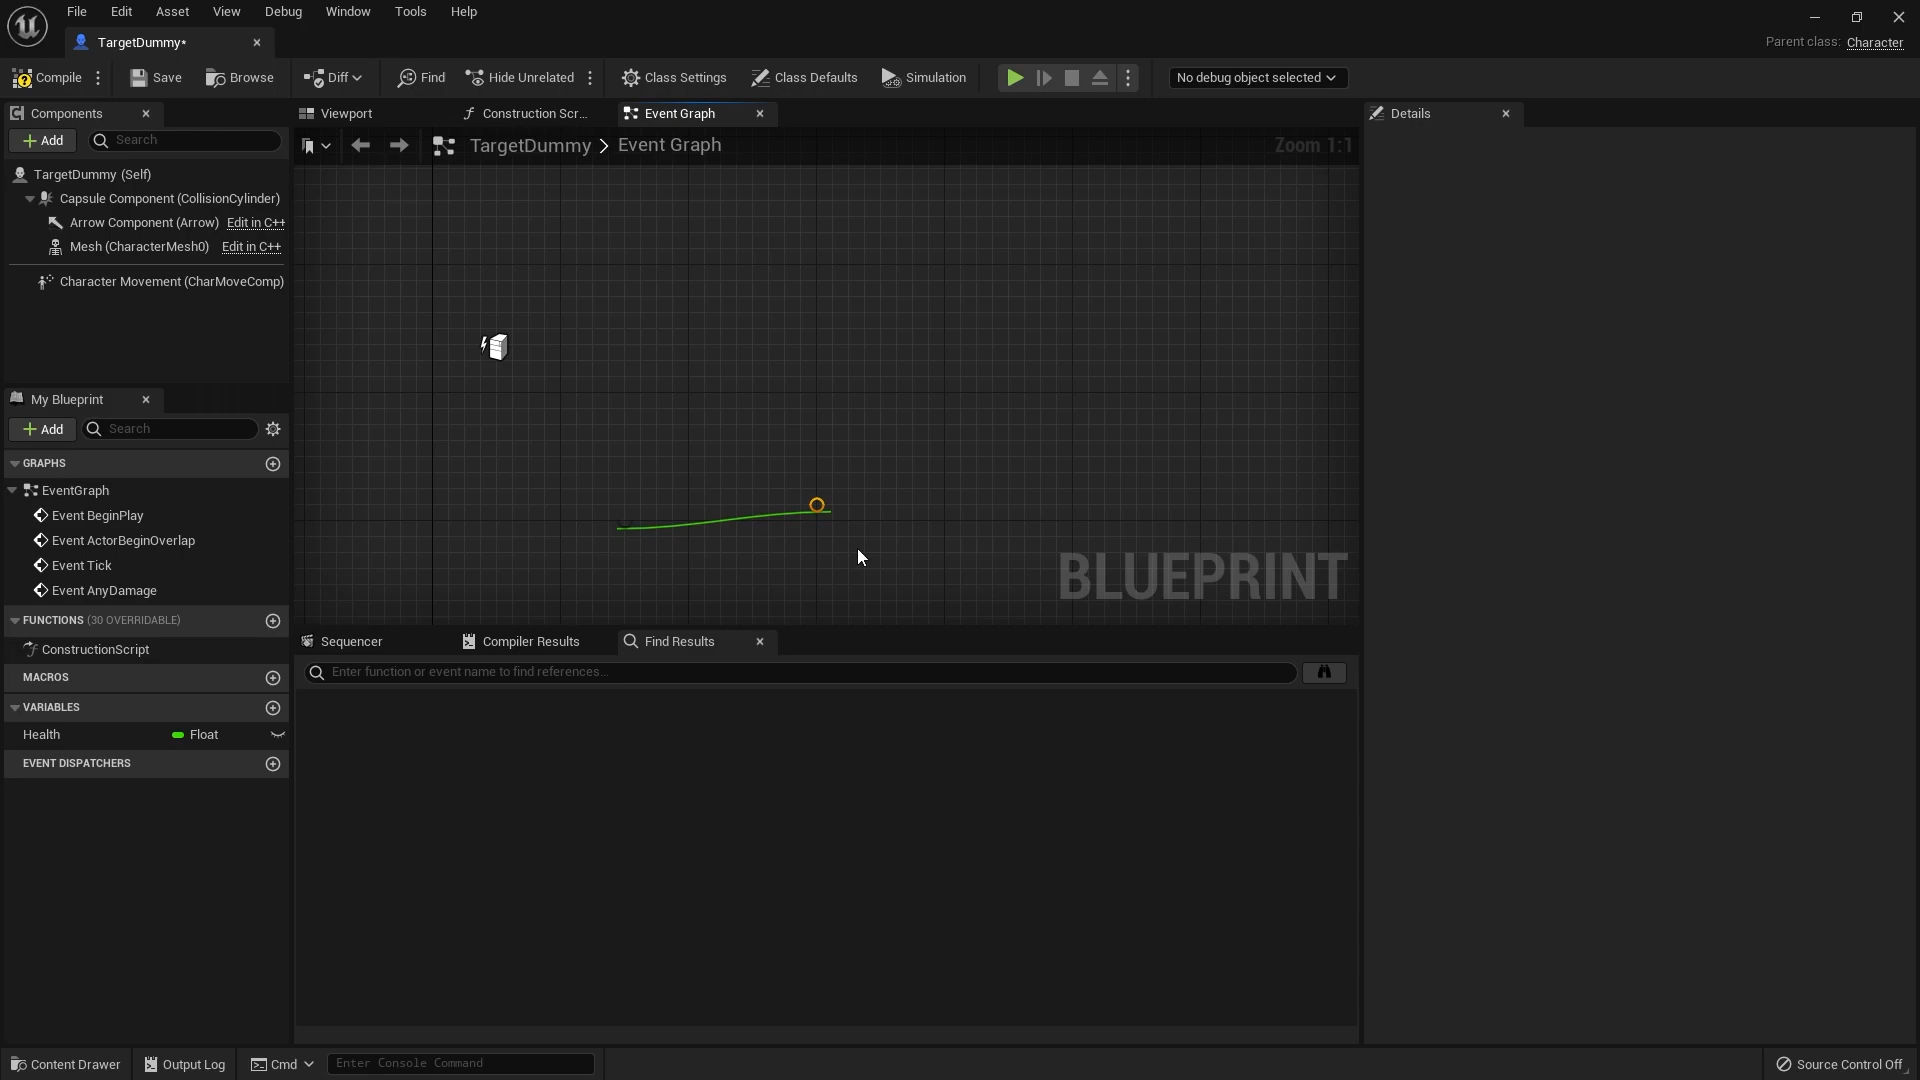 File Edit Asset View Debug Window Tools Help
TargetDummy*
Parent class: Character
Compile Save Browse Diff Find Hide Unrelated Class Settings Class Defaults Simulation No debug object selected
Components
Viewport Construction Scr... Event Graph
Details
Add Search
TargetDummy > Event Graph
Zoom 1:1
TargetDummy (Self)
Capsule Component (CollisionCylinder)
Arrow Component (Arrow) Edit in C++
Mesh (CharacterMesh0) Edit in C++
Character Movement (CharMoveComp)
My Blueprint
Add Search
GRAPHS
EventGraph
Event BeginPlay
Event ActorBeginOverlap
Event Tick
Event AnyDamage
BLUEPRINT
FUNCTIONS (30 OVERRIDABLE)
ConstructionScript
MACROS
VARIABLES
Health Float
EVENT DISPATCHERS
Sequencer Compiler Results Find Results
Enter function or event name to find references...
Content Drawer Output Log Cmd Enter Console Command Source Control Off